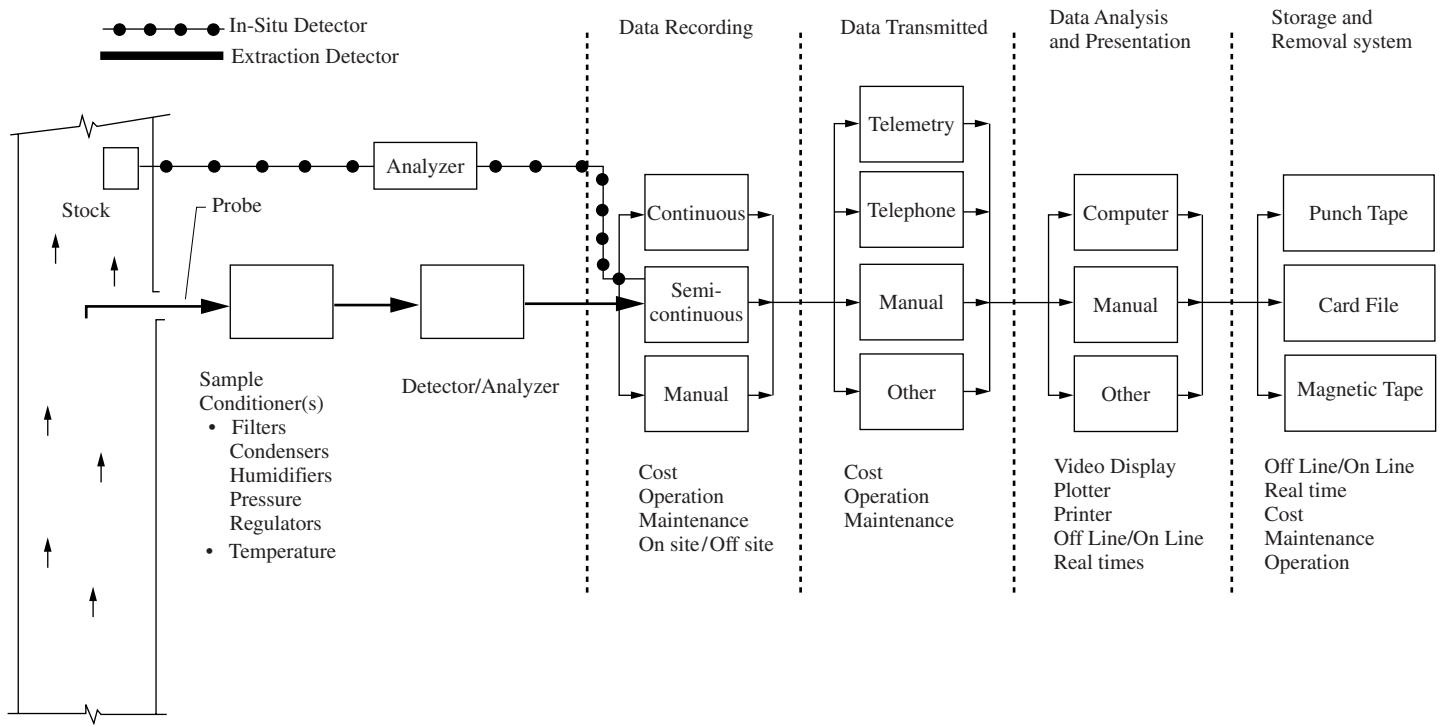 In-Situ Detector
Extraction Detector
Data Recording
Data Transmitted
Data Analysis
and Presentation
Storage and
Removal system
Analyzer
Stock
Probe
Sample
Conditioner(s)
• Filters
Condensers
Humidifiers
Pressure
Regulators
• Temperature
Detector/Analyzer
Continuous
Semi-
continuous
Manual
Cost
Operation
Maintenance
On site/Off site
Telemetry
Telephone
Manual
Other
Cost
Operation
Maintenance
Computer
Manual
Other
Video Display
Plotter
Printer
Off Line/On Line
Real times
Punch Tape
Card File
Magnetic Tape
Off Line/On Line
Real time
Cost
Maintenance
Operation